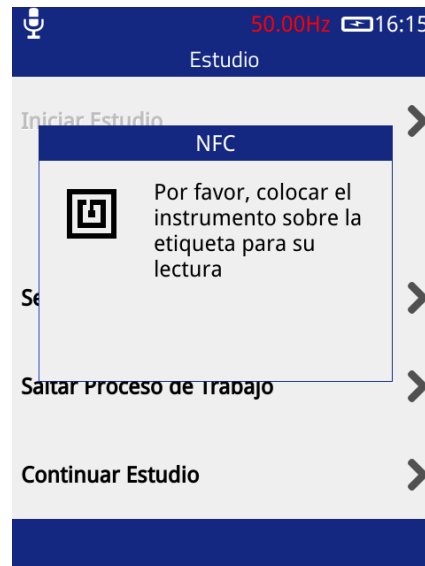 50.00Hz 16:15
Estudio
Iniciar Estudio
NFC
Por favor, colocar el
instrumento sobre la
etiqueta para su
lectura
Se
Saltar Proceso de Trabajo
Continuar Estudio